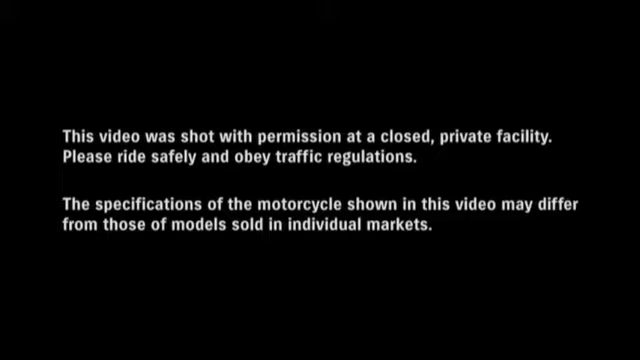 This video was shot with permission at a closed, private facility.
Please ride safely and obey traffic regulations.
The specifications of the motorcycle shown in this video may differ
from those of models sold in individual markets.